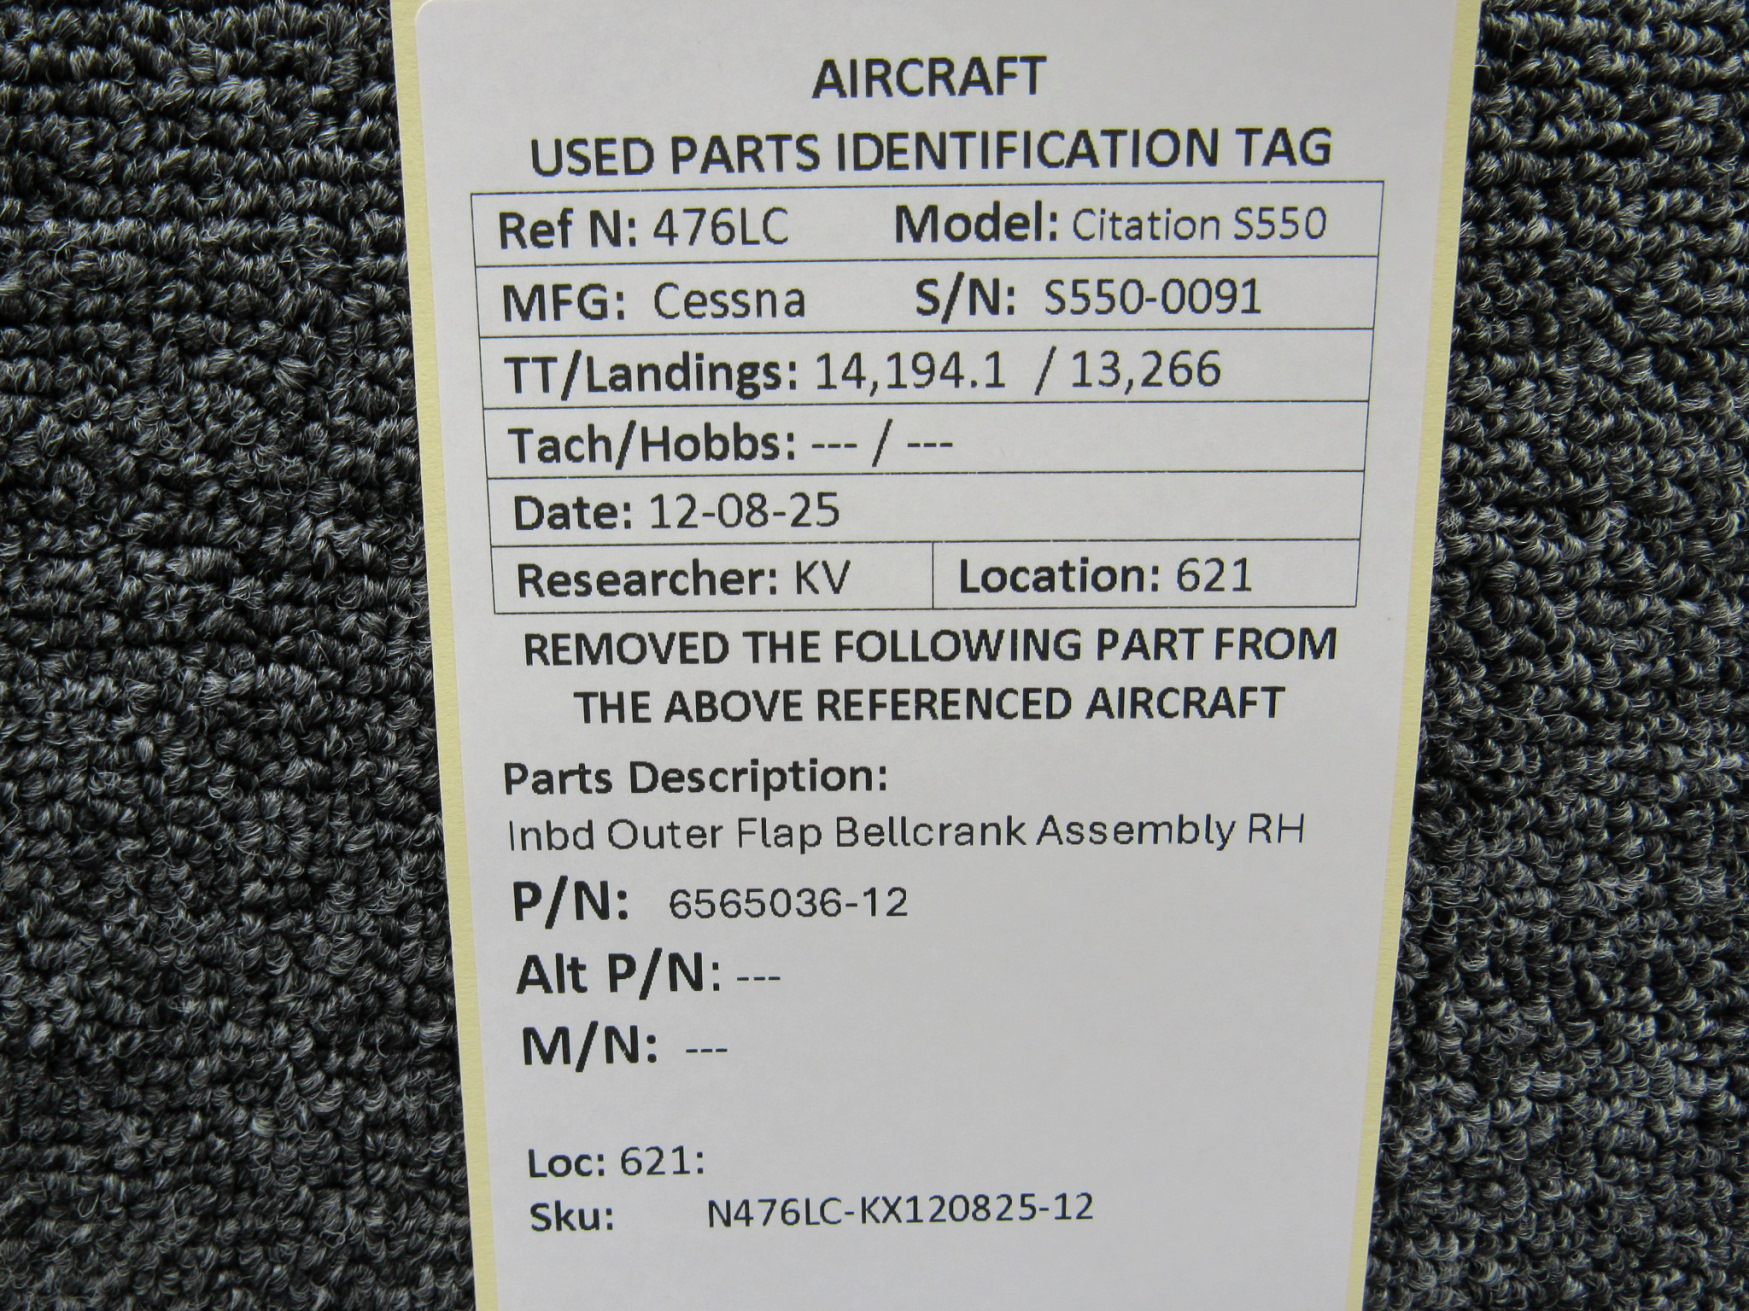 AIRCRAFT
USED PARTS IDENTIFICATION TAG
Ref N: 476LC Model: Citation S550
MFG: Cessna S/N: S550-0091
TT/Landings: 14,194.1 / 13,266
Tach/Hobbs: --- / ---
Date: 12-08-25
Researcher: KV Location: 621
REMOVED THE FOLLOWING PART FROM
THE ABOVE REFERENCED AIRCRAFT
Parts Description:
Inbd Outer Flap Bellcrank Assembly RH
P/N: 6565036-12
Alt P/N: ---
M/N: ---
Loc: 621:
Sku: N476LC-KX120825-12